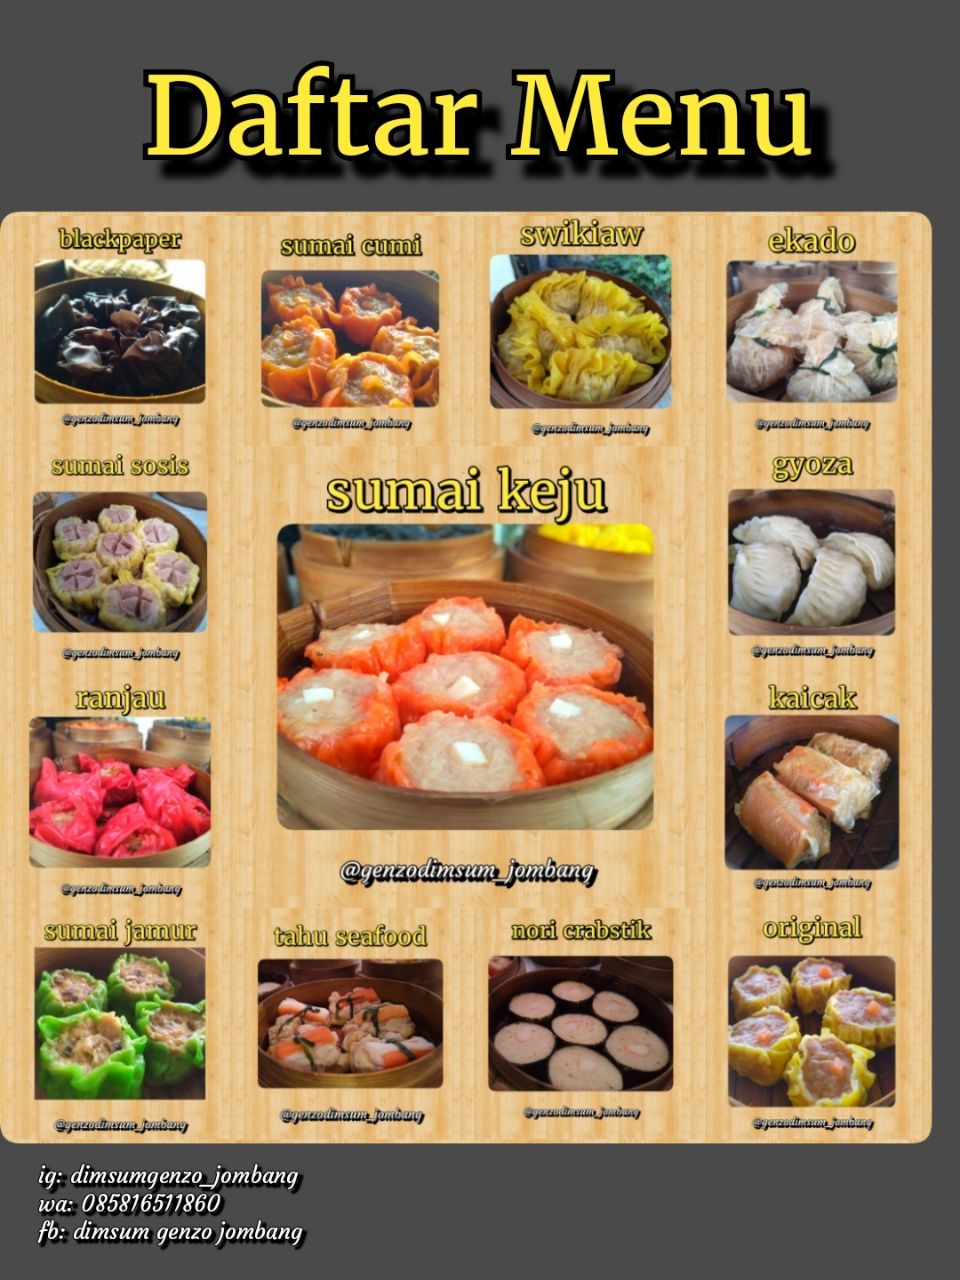 Daftar Menu
blackpaper
sumai cumi
swikiaw
ekado
@genzodimsum_jombang
@genzodimsum_jombang
@genzodimsum_jombang
@genzodimsum_jombang
sumai sosis
sumai keju
gyoza
@genzodimsum_jombang
@genzodimsum_jombang
ranjau
kaicak
@genzodimsum_jombang
@genzodimsum_jombang
@genzodimsum_jombang
sumai jamur
tahu seafood
nori crabstik
original
@genzodimsum_jombang
@genzodimsum_jombang
@genzodimsum_jombang
@genzodimsum_jombang
ig: dimsumgenzo_jombang
wa: 085816511860
fb: dimsum genzo jombang